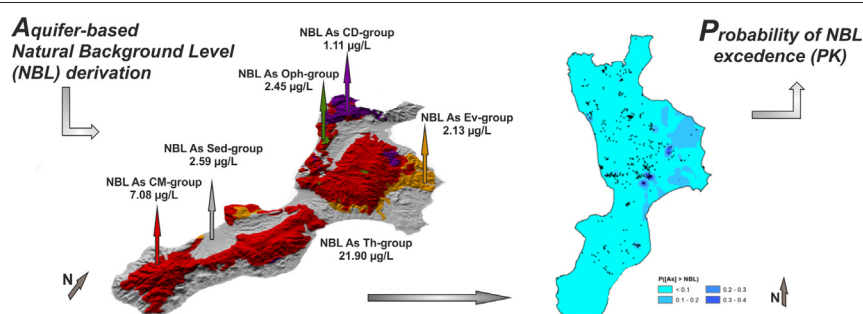 Aquifer-based
Natural Background Level
(NBL) derivation
NBL As CD-group
1.11 µg/L
NBL As Oph-group
2.45 µg/L
NBL As Ev-group
2.13 µg/L
NBL As Sed-group
2.59 µg/L
NBL As CM-group
7.08 µg/L
NBL As Th-group
21.90 µg/L
N
Probability of NBL
excedence (PK)
P([As] > NBL)
< 0.1
0.1 - 0.2
0.2 - 0.3
0.3 - 0.4
N